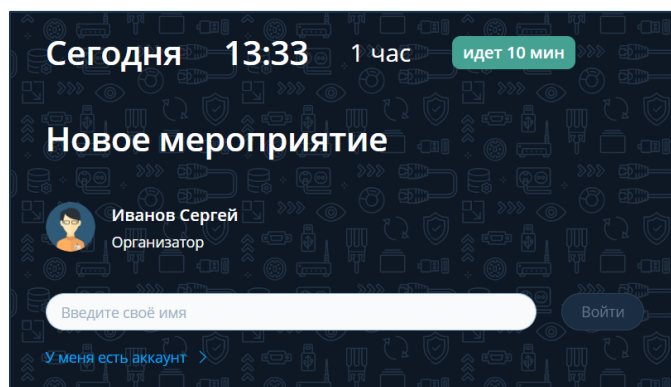 Сегодня 13:33 1 час идет 10 мин
Новое мероприятие
Иванов Сергей
Организатор
Введите своё имя Войти
У меня есть аккаунт